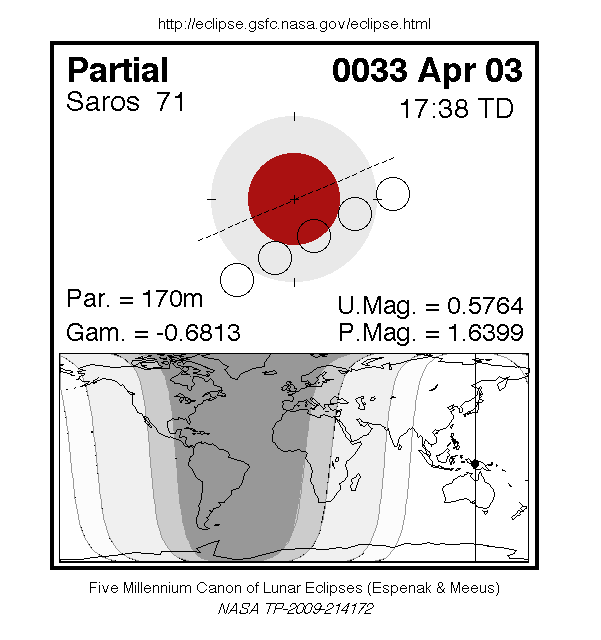 http://eclipse.gsfc.nasa.gov/eclipse.html
Partial
0033 Apr 03
Saros 71
17:38 TD
Par. = 170m
U.Mag. = 0.5764
Gam. = -0.6813
P.Mag. = 1.6399
Five Millennium Canon of Lunar Eclipses (Espenak & Meeus)
NASA TP-2009-214172